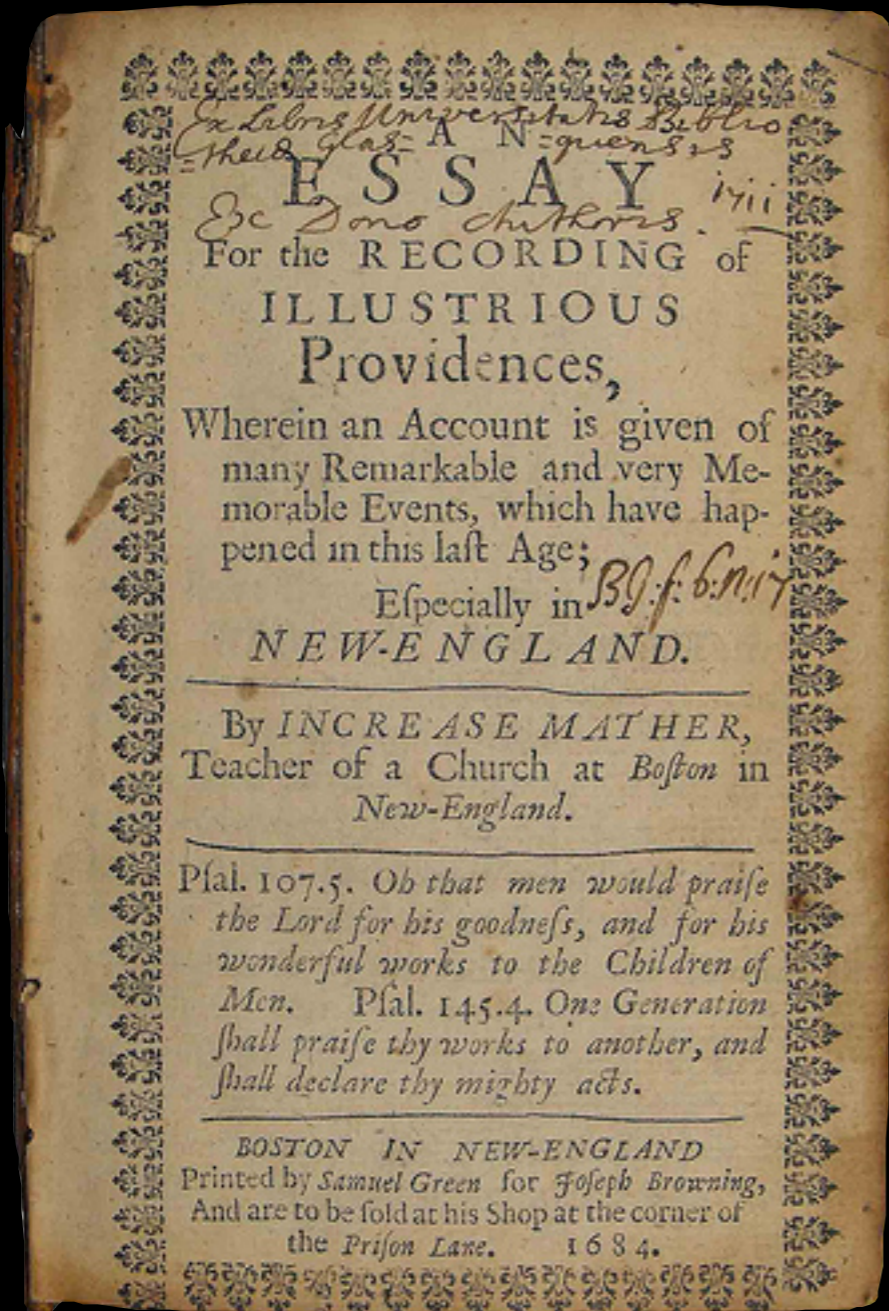 Ex Libris Universitatis Biblio
A N
=thecæ Glas= =guensis
E S S A Y 1711
Ex Dono Authoris.
For the RECORDING of
ILLUSTRIOUS
Providences,
Wherein an Account is given of
many Remarkable and very Me-
morable Events, which have hap-
pened in this laſt Age;
Eſpecially in
NEW-ENGLAND.
By INCREASE MATHER,
Teacher of a Church at Boſton in
New-England.
Pſal. 107.5. Oh that men would praiſe
the Lord for his goodneſs, and for his
wonderful works to the Children of
Men. Pſal. 145.4. One Generation
ſhall praiſe thy works to another, and
ſhall declare thy mighty acts.
BOSTON IN NEW-ENGLAND
Printed by Samuel Green for Joſeph Browning,
And are to be ſold at his Shop at the corner of
the Priſon Lane. 1684.